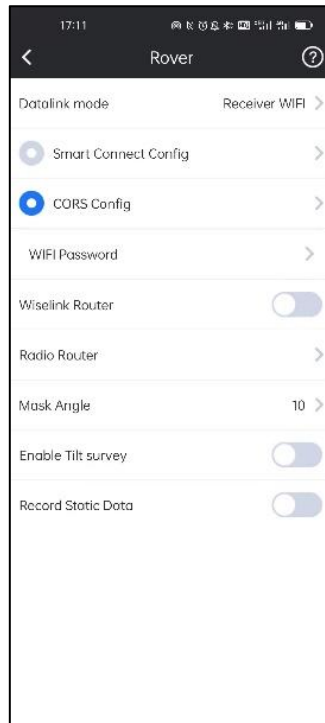 17:11
Rover
Datalink mode Receiver WIFI
Smart Connect Config
CORS Config
WIFI Password
Wiselink Router
Radio Router
Mask Angle 10
Enable Tilt survey
Record Static Data